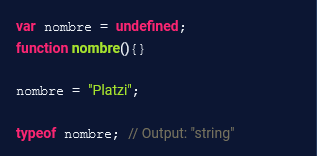 var nombre = undefined;
function nombre(){}
nombre = "Platzi";
typeof nombre; // Output: "string"